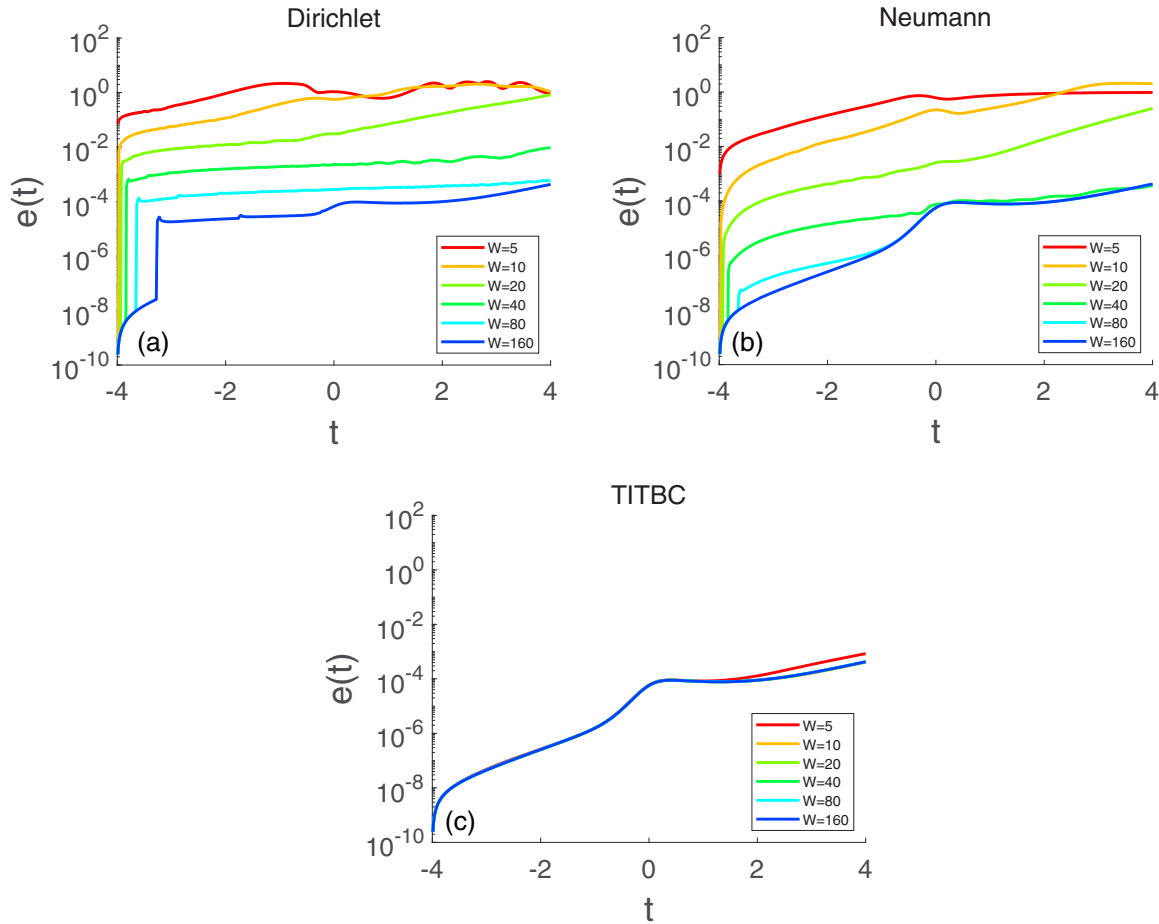 Dirichlet
10^2
10^0
10^-2
10^-4
10^-6
10^-8
10^-10
e(t)
W=5
W=10
W=20
W=40
W=80
W=160
(a)
-4 -2 0 2 4
t
Neumann
10^2
10^0
10^-2
10^-4
10^-6
10^-8
10^-10
e(t)
W=5
W=10
W=20
W=40
W=80
W=160
(b)
-4 -2 0 2 4
t
TITBC
10^2
10^0
10^-2
10^-4
10^-6
10^-8
10^-10
e(t)
W=5
W=10
W=20
W=40
W=80
W=160
(c)
-4 -2 0 2 4
t